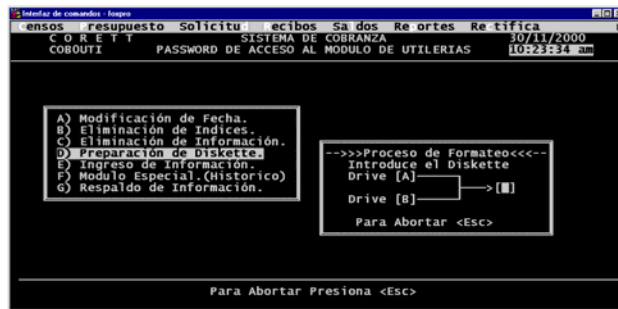 Interfaz de comandos - foxpro
ensos resupuesto Solicitu ecibos Sa dos Re ortes Re tifica
C O R E T T SISTEMA DE COBRANZA 30/11/2000
COBOUTI PASSWORD DE ACCESO AL MODULO DE UTILERIAS 10:23:34 am
A) Modificación de Fecha.
B) Eliminación de Indices.
C) Eliminación de Información.
D) Preparación de Diskette.
E) Ingreso de Información.
F) Modulo Especial.(Historico)
G) Respaldo de Información.
-->>>Proceso de Formateo<<<--
Introduce el Diskette
Drive [A]
>[ ]
Drive [B]
Para Abortar <Esc>
Para Abortar Presiona <Esc>